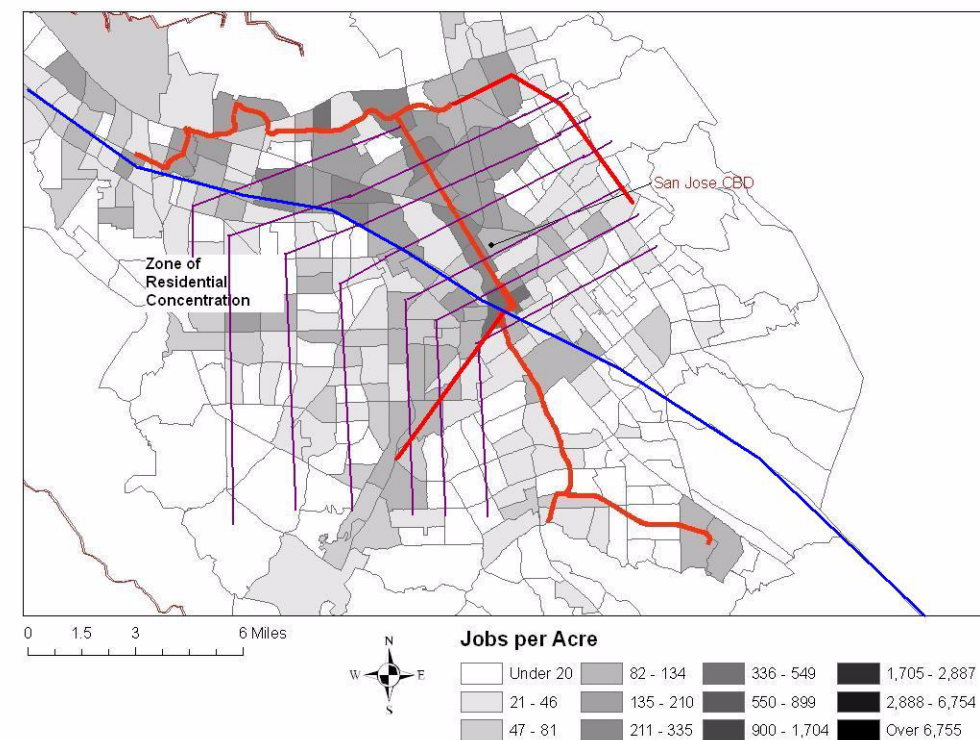 San Jose CBD
Zone of
Residential
Concentration
0 1.5 3 6 Miles
N
W E
S
Jobs per Acre
Under 20 82 - 134 336 - 549 1,705 - 2,887
21 - 46 135 - 210 550 - 899 2,888 - 6,754
47 - 81 211 - 335 900 - 1,704 Over 6,755